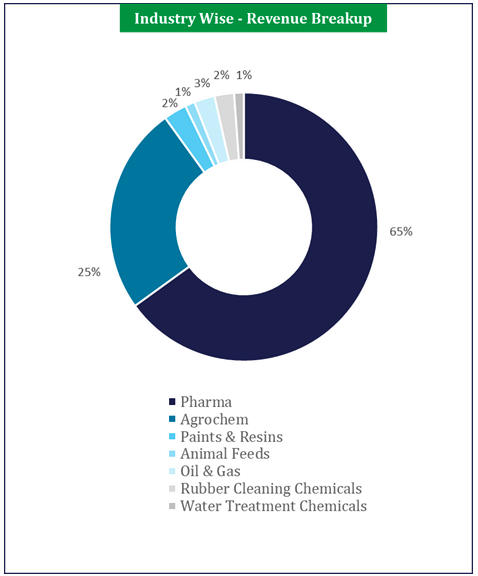 Industry Wise - Revenue Breakup
2% 1% 3% 2% 1%
65%
25%
Pharma
Agrochem
Paints & Resins
Animal Feeds
Oil & Gas
Rubber Cleaning Chemicals
Water Treatment Chemicals